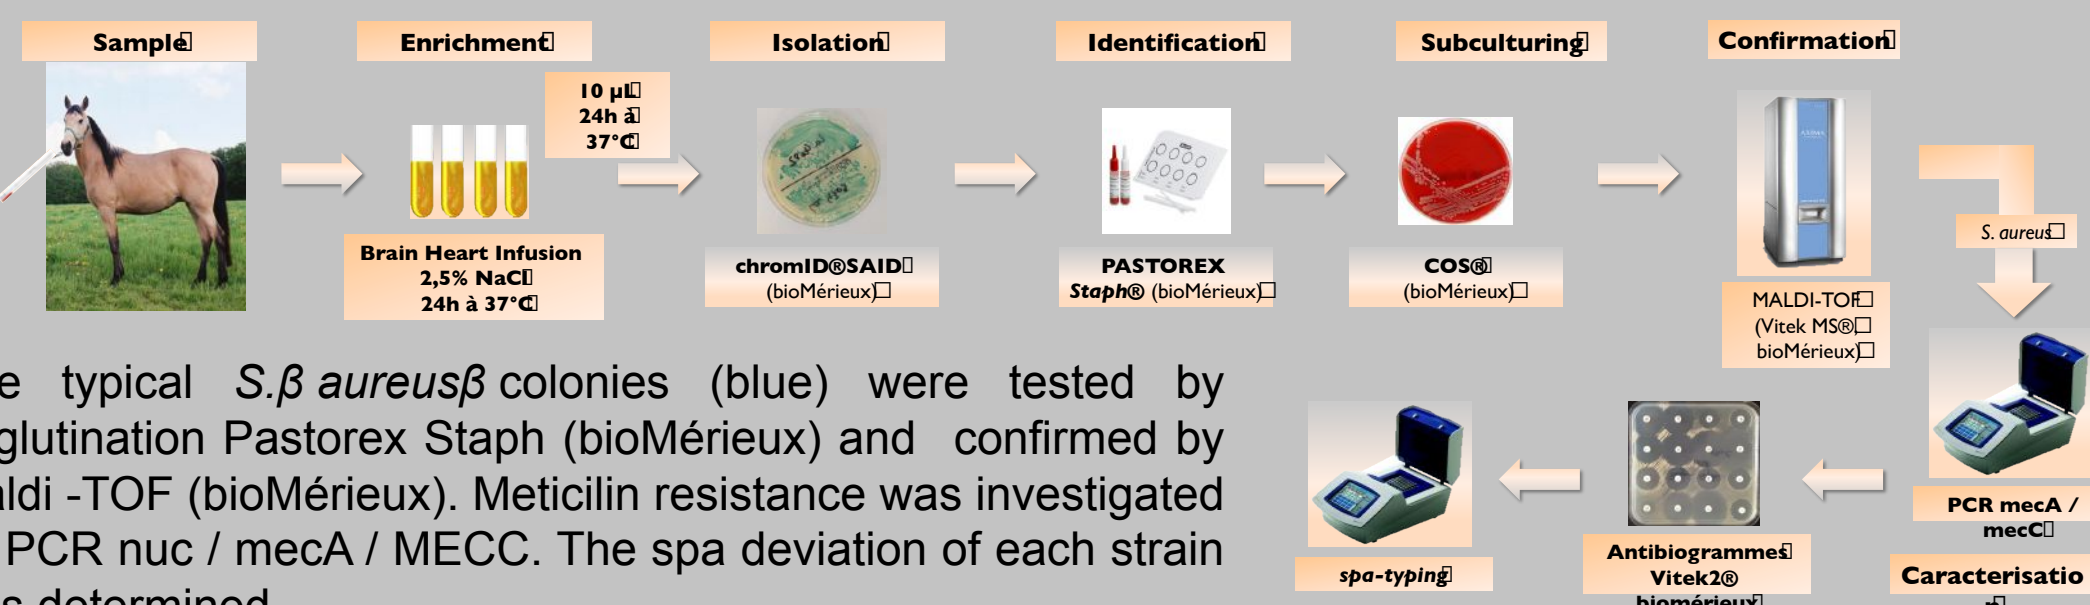 Sample
Enrichment
Isolation
Identification
Subculturing
Confirmation
10 µL
24h à
37°C
Brain Heart Infusion
2,5% NaCl
24h à 37°C
chromID®SAID
(bioMérieux)
PASTOREX
Staph® (bioMérieux)
COS®
(bioMérieux)
MALDI-TOF
(Vitek MS®,
bioMérieux)
S. aureus
PCR mecA /
mecC
Caracterisatio
n
Antibiogrammes
Vitek2®
biomérieux
spa-typing
e typical S.β aureusβ colonies (blue) were tested by
glutination Pastorex Staph (bioMérieux) and confirmed by
aldi -TOF (bioMérieux). Meticilin resistance was investigated
PCR nuc / mecA / MECC. The spa deviation of each strain
s determined